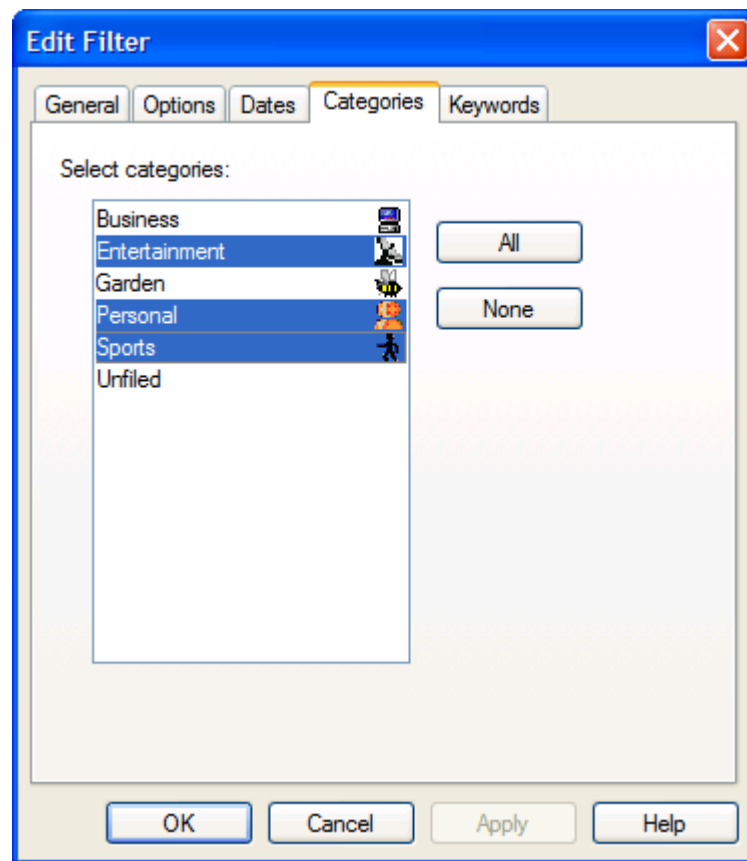 Edit Filter
General Options Dates Categories Keywords
Select categories:
Business
Entertainment
Garden
Personal
Sports
Unfiled
All
None
OK Cancel Apply Help